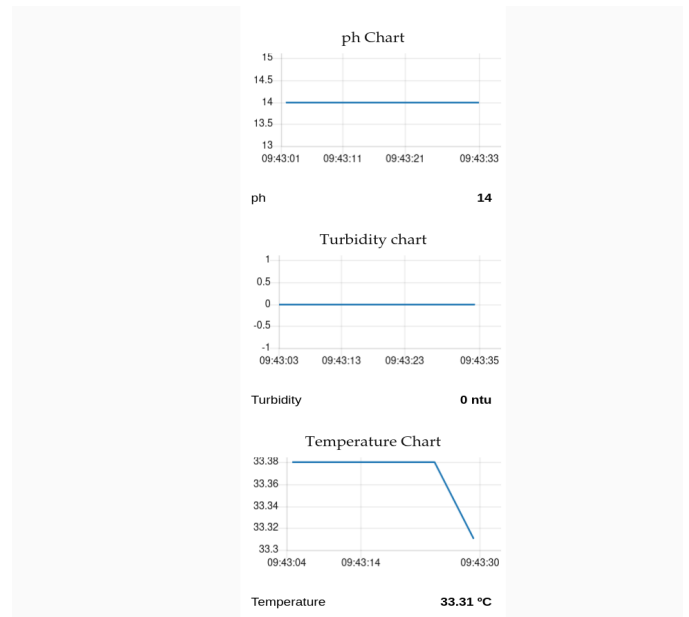 ph Chart
15
14.5
14
13.5
13
09:43:01 09:43:11 09:43:21 09:43:33
ph 14
Turbidity chart
1
0.5
0
-0.5
-1
09:43:03 09:43:13 09:43:23 09:43:35
Turbidity 0 ntu
Temperature Chart
33.38
33.36
33.34
33.32
33.3
09:43:04 09:43:14 09:43:30
Temperature 33.31 ºC